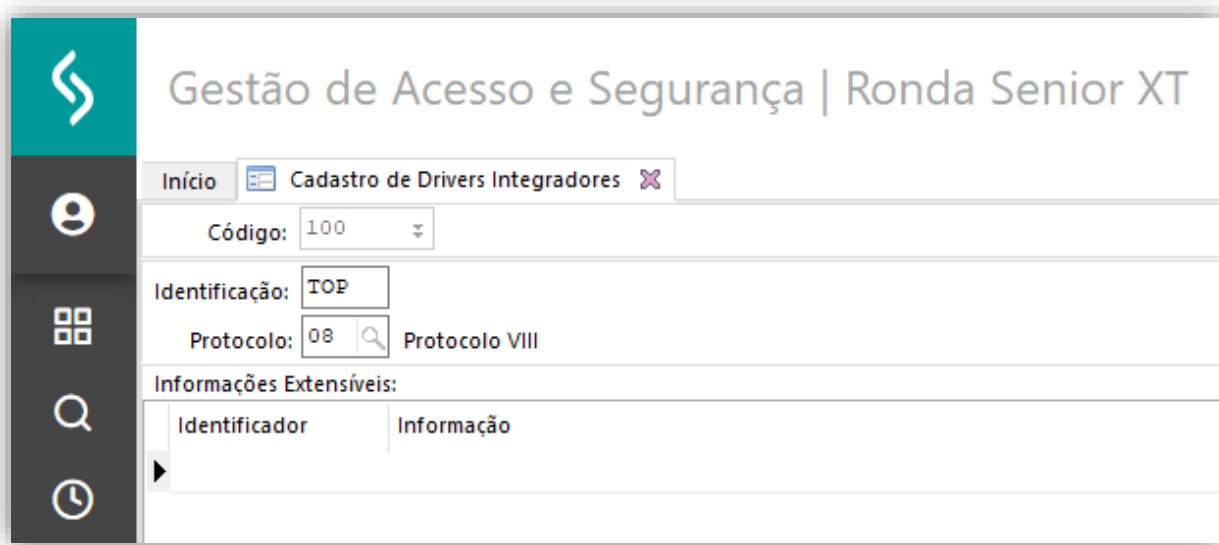 Gestão de Acesso e Segurança | Ronda Senior XT
Início Cadastro de Drivers Integradores
Código: 100
Identificação: TOP
Protocolo: 08 Protocolo VIII
Informações Extensíveis:
Identificador Informação